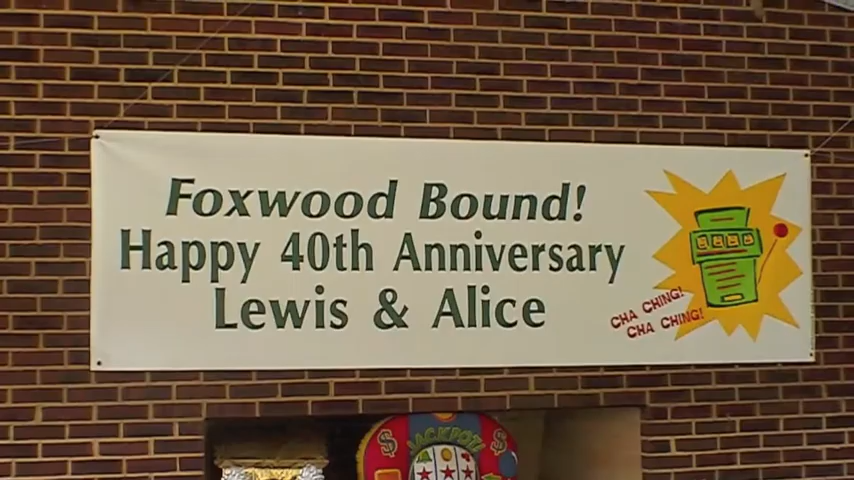 Foxwood Bound!
Happy 40th Anniversary
Lewis & Alice
CHA CHING!
CHA CHING!
JACKPOT!
$ $